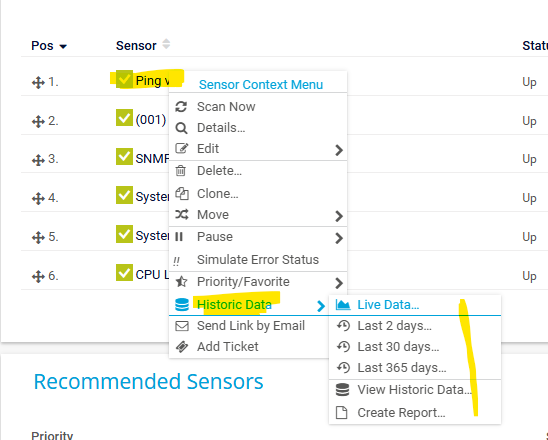 Pos Sensor Statu
1. Ping v
2. (001)
3. SNMP
4. System
5. System
6. CPU L
Up
Up
Up
Up
Up
Up
Sensor Context Menu
Scan Now
Details...
Edit
Delete...
Clone...
Move
Pause
Simulate Error Status
Priority/Favorite
Historic Data
Send Link by Email
Add Ticket
Live Data...
Last 2 days...
Last 30 days...
Last 365 days...
View Historic Data...
Create Report...
Recommended Sensors
Priority